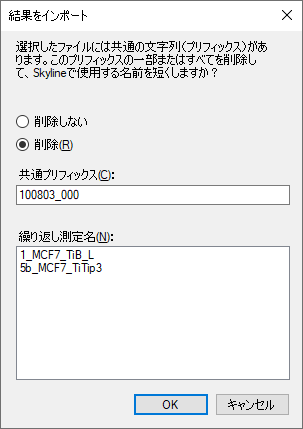 結果をインポート
選択したファイルには共通の文字列(プリフィックス)があ
ります。このプリフィックスの一部またはすべてを削除し
て、Skylineで使用する名前を短くしますか？
削除しない
削除(R)
共通プリフィックス(C):
100803_000
繰り返し測定名(N):
1_MCF7_TiB_L
5b_MCF7_TiTip3
OK
キャンセル